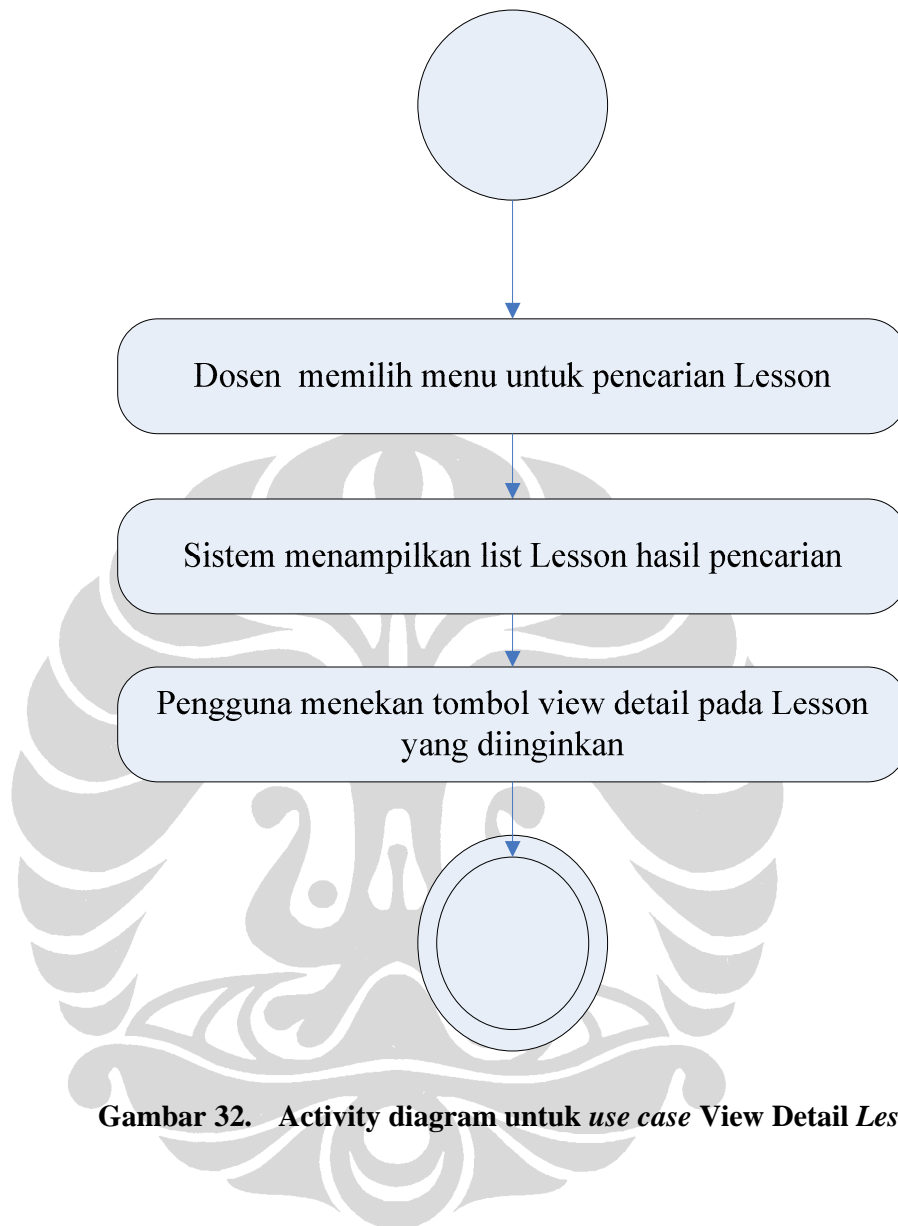 Dosen  memilih menu untuk pencarian Lesson
Sistem menampilkan list Lesson hasil pencarian
Pengguna menekan tombol view detail pada Lesson
yang diinginkan
Gambar 32.   Activity diagram untuk use case View Detail Les